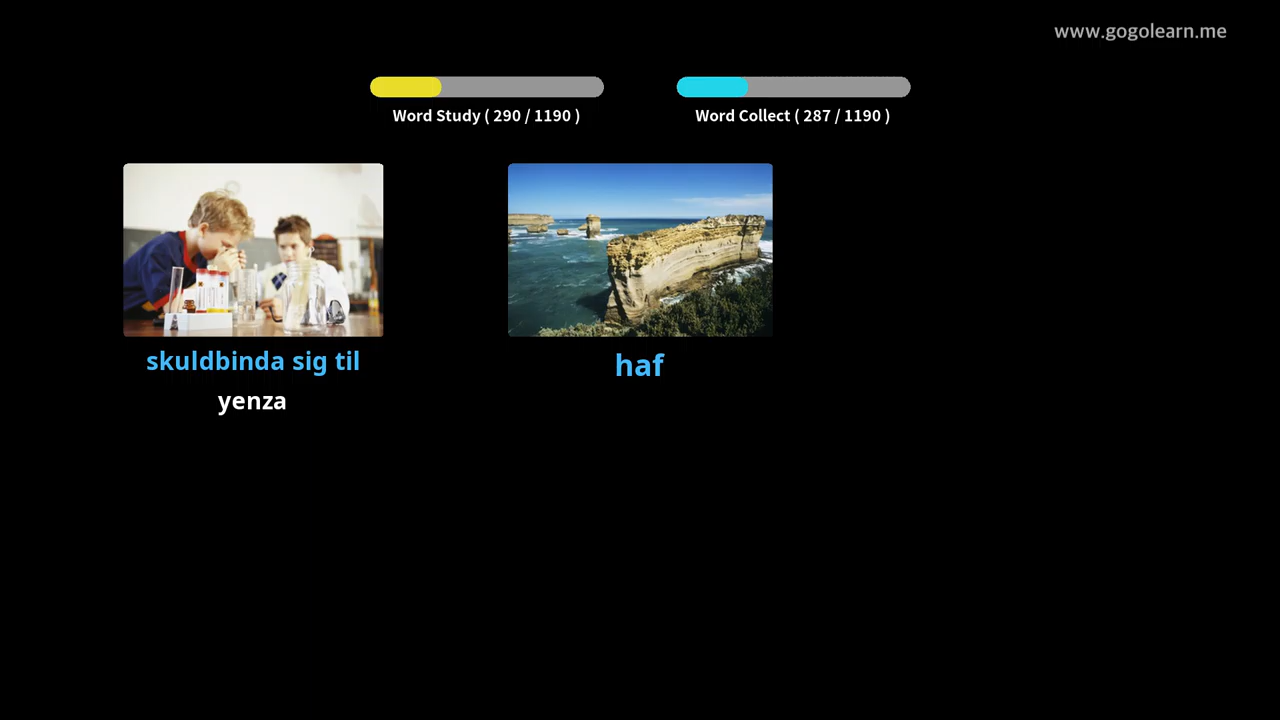 www.gogolearn.me
Word Study ( 290 / 1190 )
Word Collect ( 287 / 1190 )
skuldbinda sig til
yenza
haf